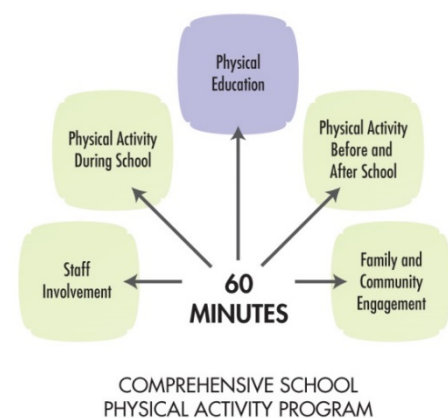 Physical
Education
Physical Activity
During School
Physical Activity
Before and
After School
Staff
Involvement
60
MINUTES
Family and
Community
Engagement
COMPREHENSIVE SCHOOL
PHYSICAL ACTIVITY PROGRAM